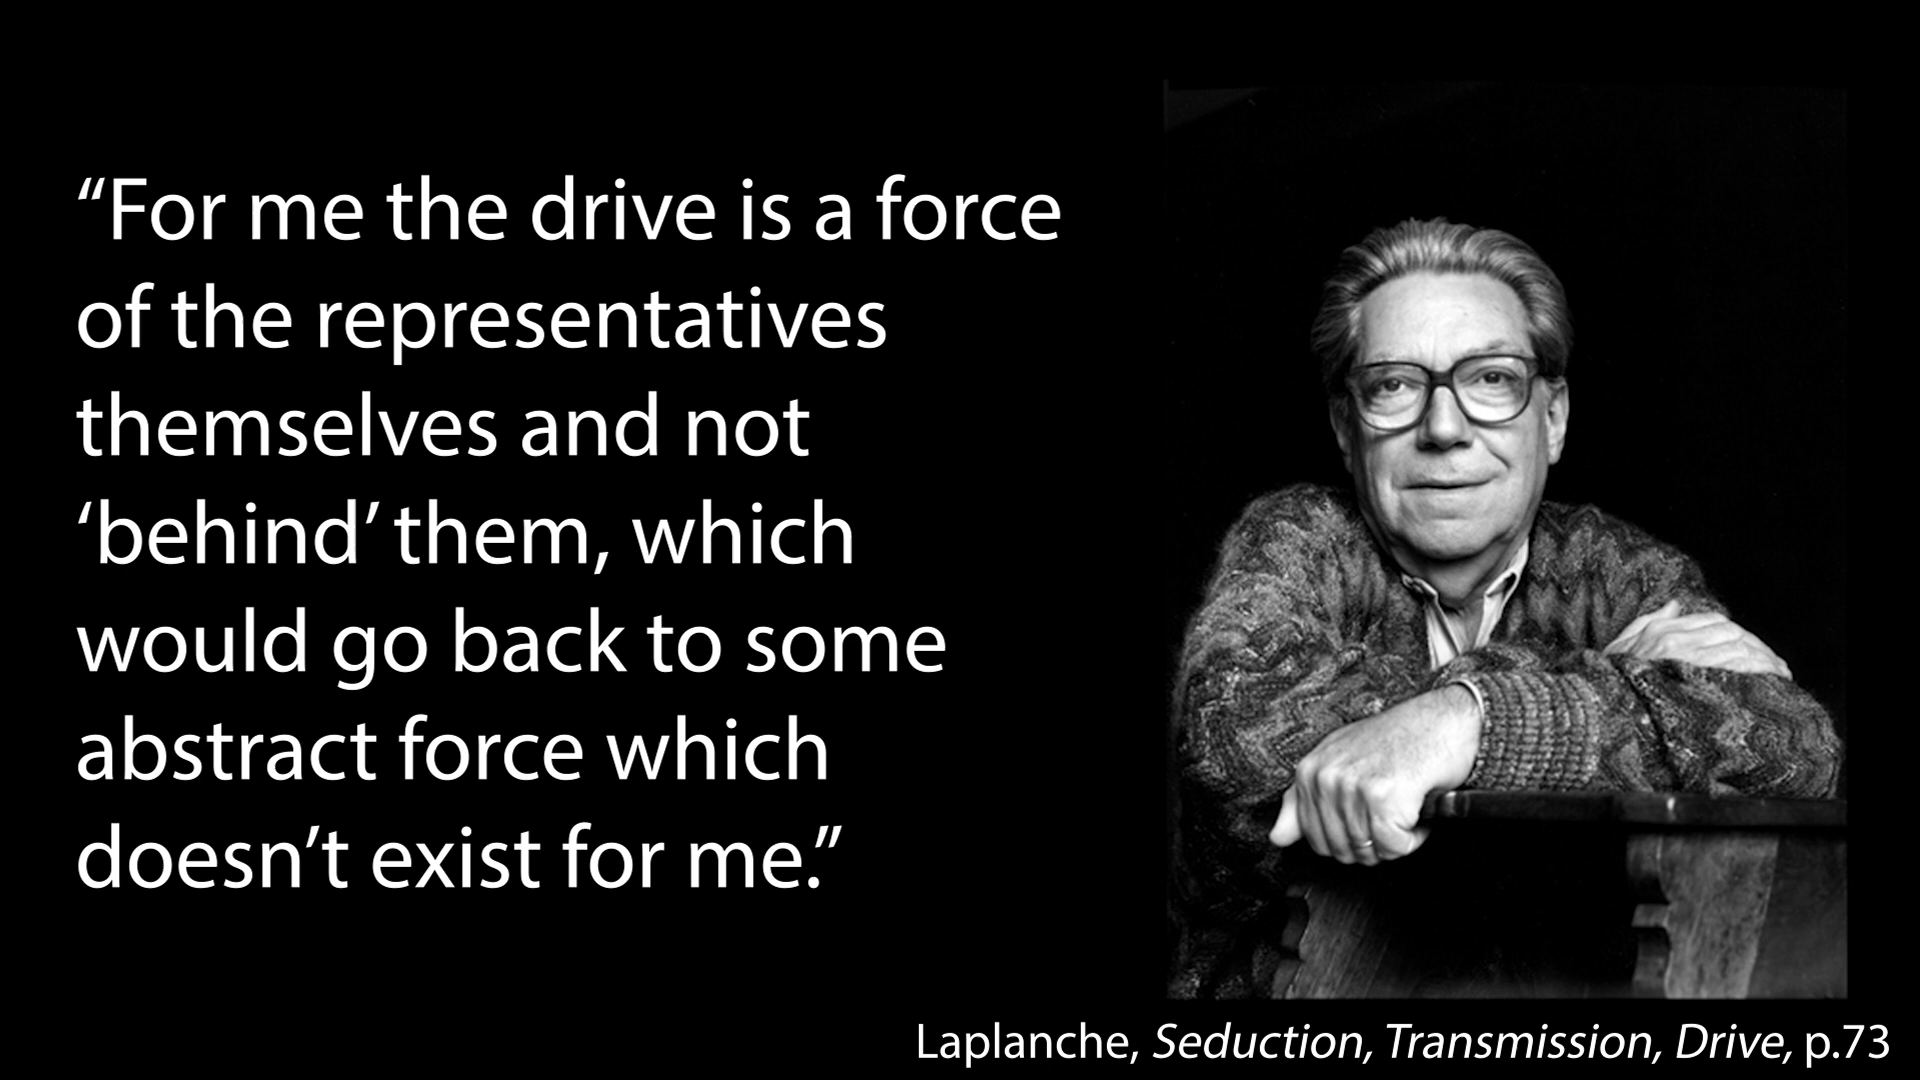 “For me the drive is a force
of the representatives
themselves and not
‘behind’ them, which
would go back to some
abstract force which
doesn’t exist for me.”
Laplanche, Seduction, Transmission, Drive, p.73